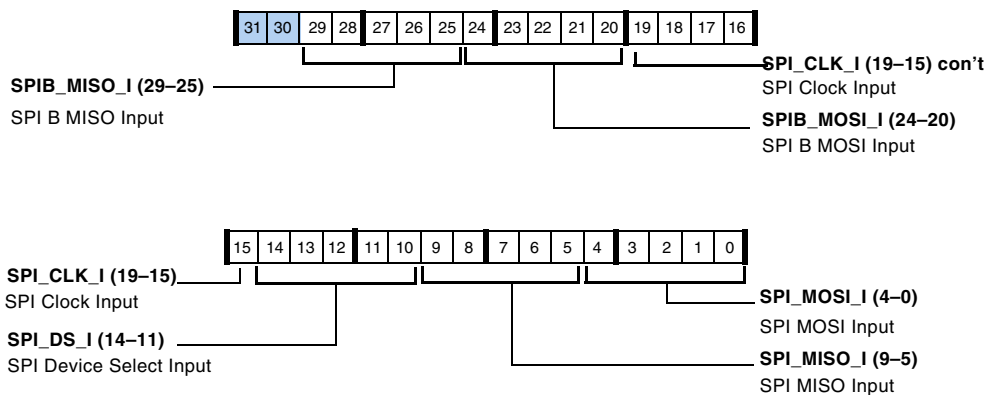 31 30 29 28 27 26 25 24 23 22 21 20 19 18 17 16
SPIB_MISO_I (29–25)
SPI B MISO Input
SPI_CLK_I (19–15) con't
SPI Clock Input
SPIB_MOSI_I (24–20)
SPI B MOSI Input
15 14 13 12 11 10 9 8 7 6 5 4 3 2 1 0
SPI_CLK_I (19–15)
SPI Clock Input
SPI_DS_I (14–11)
SPI Device Select Input
SPI_MOSI_I (4–0)
SPI MOSI Input
SPI_MISO_I (9–5)
SPI MISO Input